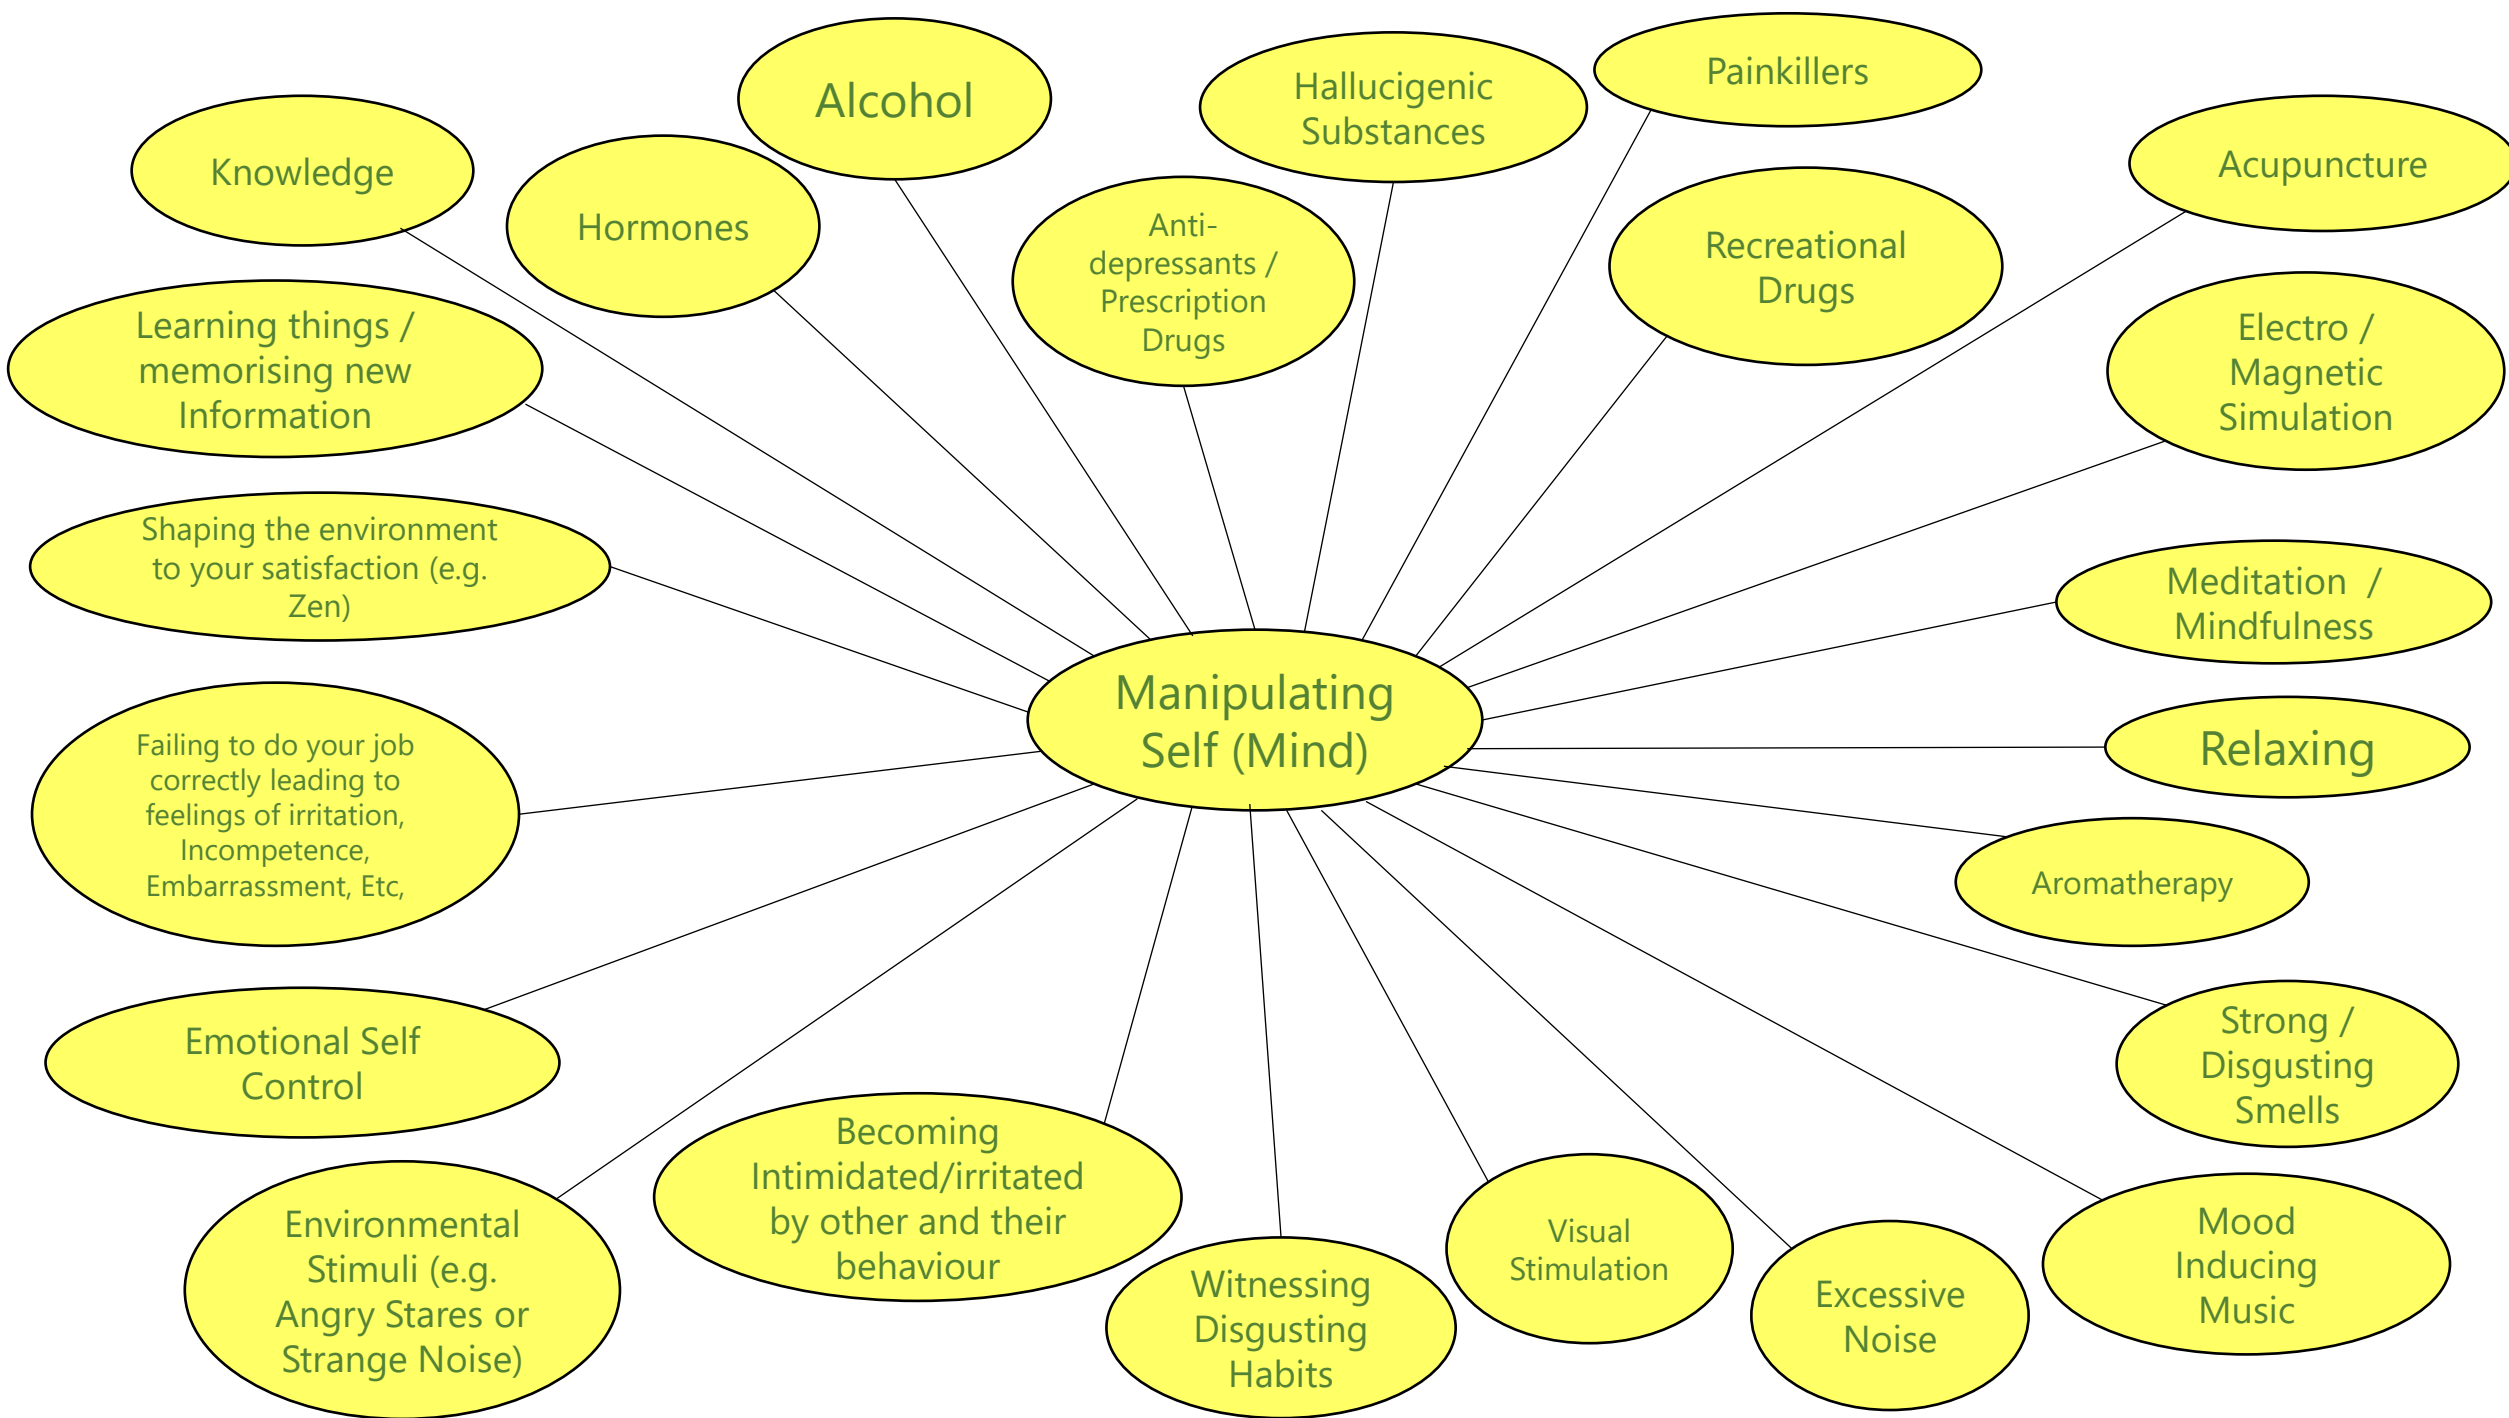 Alcohol
Hallucigenic
Substances
Painkillers
Knowledge
Hormones
Anti-
depressants /
Prescription
Drugs
Recreational
Drugs
Acupuncture
Learning things /
memorising new
Information
Electro /
Magnetic
Simulation
Shaping the environment
to your satisfaction (e.g.
Zen)
Meditation  /
Mindfulness
Manipulating
Self (Mind)
Relaxing
Failing to do your job
correctly leading to
feelings of irritation,
Incompetence,
Embarrassment, Etc,
Aromatherapy
Emotional Self
Control
Strong /
Disgusting
Smells
Environmental
Stimuli (e.g.
Angry Stares or
Strange Noise)
Becoming
Intimidated/irritated
by other and their
behaviour
Witnessing
Disgusting
Habits
Visual
Stimulation
Excessive
Noise
Mood
Inducing
Music